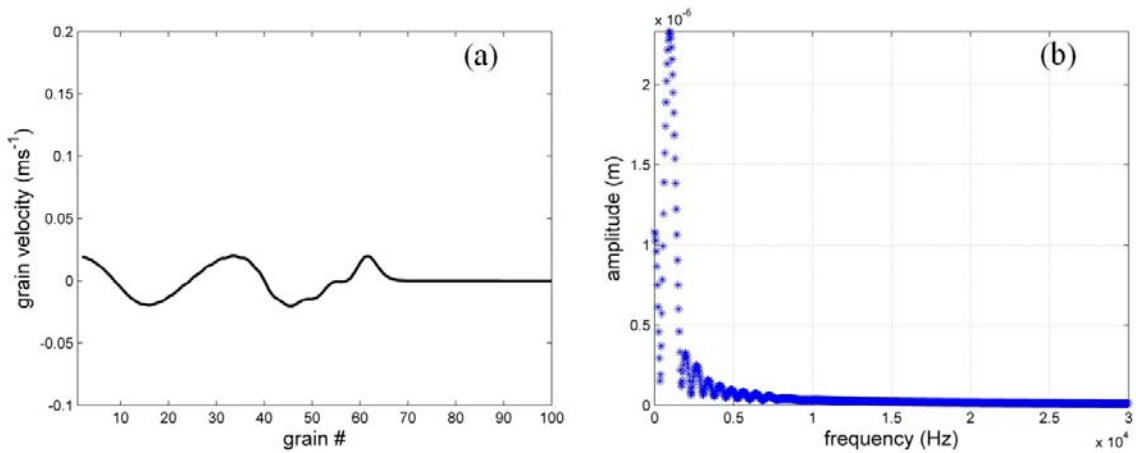 (a)
0.2
0.15
0.1
0.05
0
-0.05
-0.1
grain velocity (ms⁻¹)
10 20 30 40 50 60 70 80 90 100
grain #
(b)
x 10⁻⁶
2
1.5
1
0.5
0
amplitude (m)
0 0.5 1 1.5 2 2.5 3
frequency (Hz)
x 10⁴